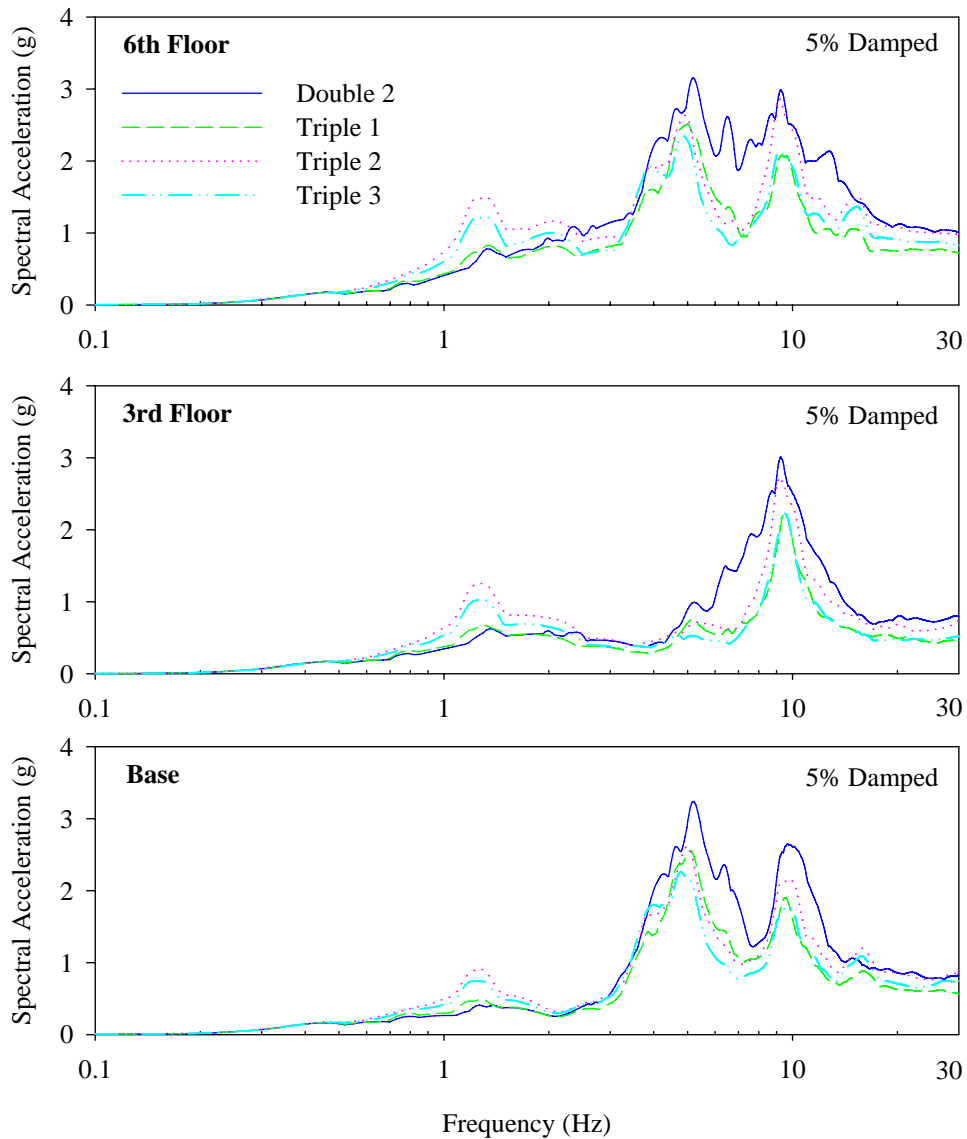 4
6th Floor
5% Damped
Double 2
Triple 1
Triple 2
Triple 3
3
2
1
0
Spectral Acceleration (g)
0.1
1
10
30
4
3rd Floor
5% Damped
3
2
1
0
Spectral Acceleration (g)
0.1
1
10
30
4
Base
5% Damped
3
2
1
0
Spectral Acceleration (g)
0.1
1
10
30
Frequency (Hz)